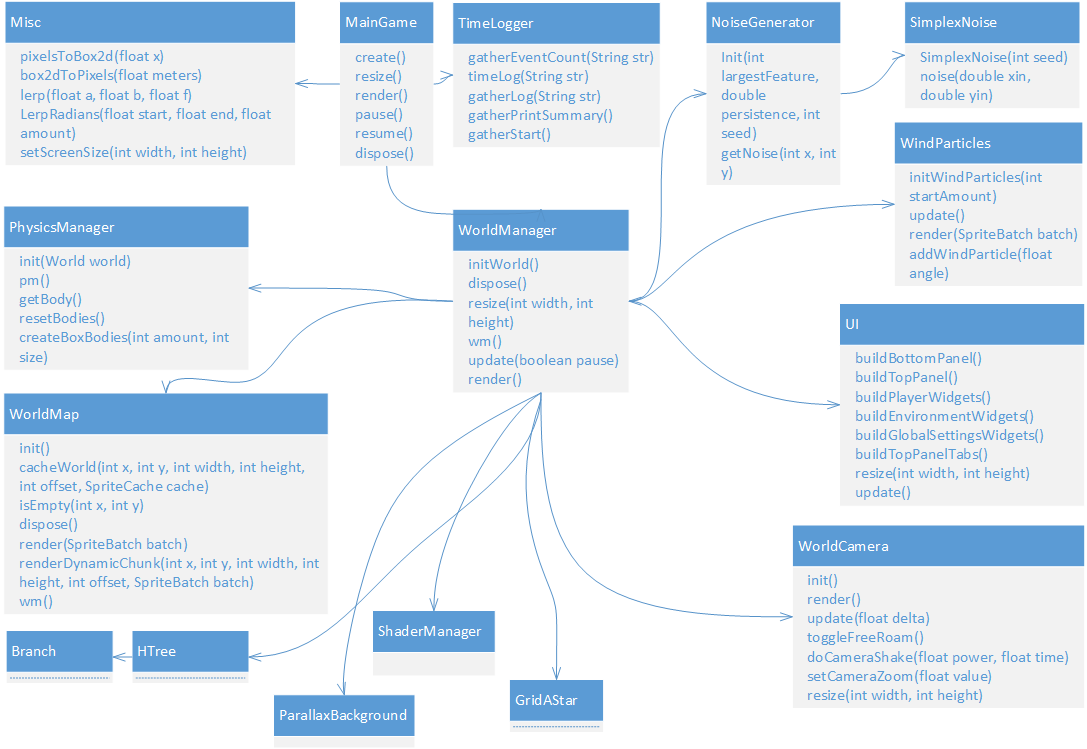 Misc
pixelsToBox2d(float x)
box2dToPixels(float meters)
lerp(float a, float b, float f)
LerpRadians(float start, float end, float
amount)
setScreenSize(int width, int height)
MainGame
create()
resize()
render()
pause()
resume()
dispose()
TimeLogger
gatherEventCount(String str)
timeLog(String str)
gatherLog(String str)
gatherPrintSummary()
gatherStart()
NoiseGenerator
Init(int
largestFeature,
double
persistence, int
seed)
getNoise(int x, int
y)
SimplexNoise
SimplexNoise(int seed)
noise(double xin,
double yin)
WindParticles
initWindParticles(int
startAmount)
update()
render(SpriteBatch batch)
addWindParticle(float
angle)
PhysicsManager
init(World world)
pm()
getBody()
resetBodies()
createBoxBodies(int amount, int
size)
WorldManager
initWorld()
dispose()
resize(int width, int
height)
wm()
update(boolean pause)
render()
UI
buildBottomPanel()
buildTopPanel()
buildPlayerWidgets()
buildEnvironmentWidgets()
buildGlobalSettingsWidgets()
buildTopPanelTabs()
resize(int width, int height)
update()
WorldMap
init()
cacheWorld(int x, int y, int width, int height,
int offset, SpriteCache cache)
isEmpty(int x, int y)
dispose()
render(SpriteBatch batch)
renderDynamicChunk(int x, int y, int width, int
height, int offset, SpriteBatch batch)
wm()
WorldCamera
init()
render()
update(float delta)
toggleFreeRoam()
doCameraShake(float power, float time)
setCameraZoom(float value)
resize(int width, int height)
Branch
HTree
ShaderManager
ParallaxBackground
GridAStar